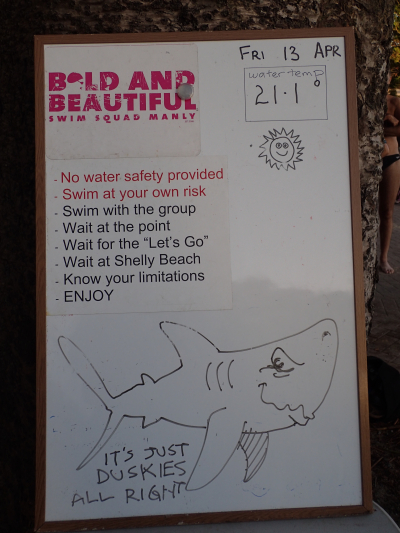 BOLD AND
BEAUTIFUL
SWIM SQUAD MANLY
FRI 13 APR
water temp
21.1°
- No water safety provided
- Swim at your own risk
- Swim with the group
- Wait at the point
- Wait for the “Let’s Go”
- Wait at Shelly Beach
- Know your limitations
- ENJOY
IT'S JUST
DUSKIES
ALL RIGHT